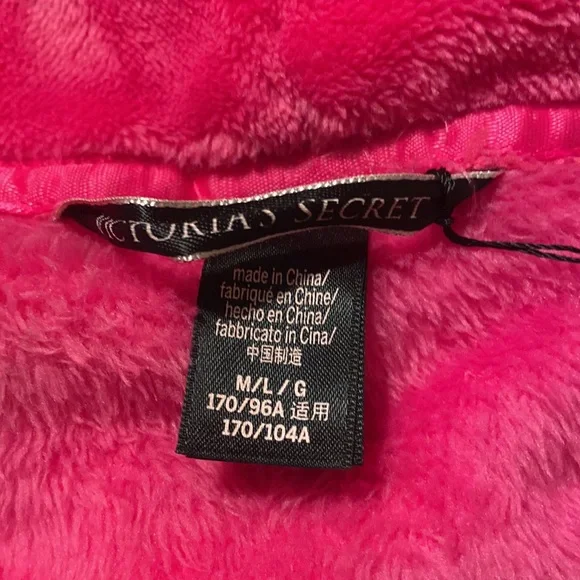 VICTORIA'S SECRET
made in China/
fabriqué en Chine/
hecho en China/
fabbricato in Cina/
中国制造
M/L/G
170/96A 适用
170/104A